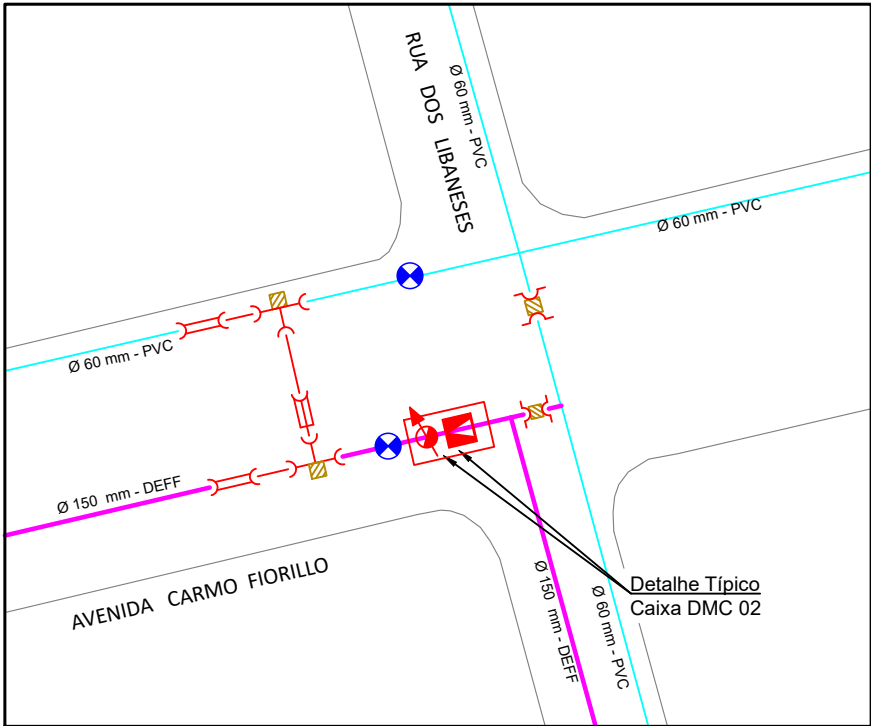 RUA DOS LIBANESES
Ø 60 mm - PVC
Ø 60 mm - PVC
Ø 60 mm - PVC
Ø 150 mm - DEFF
AVENIDA CARMO FIORILLO
Ø 150 mm - DEFF
Ø 60 mm - PVC
Detalhe Típico
Caixa DMC 02